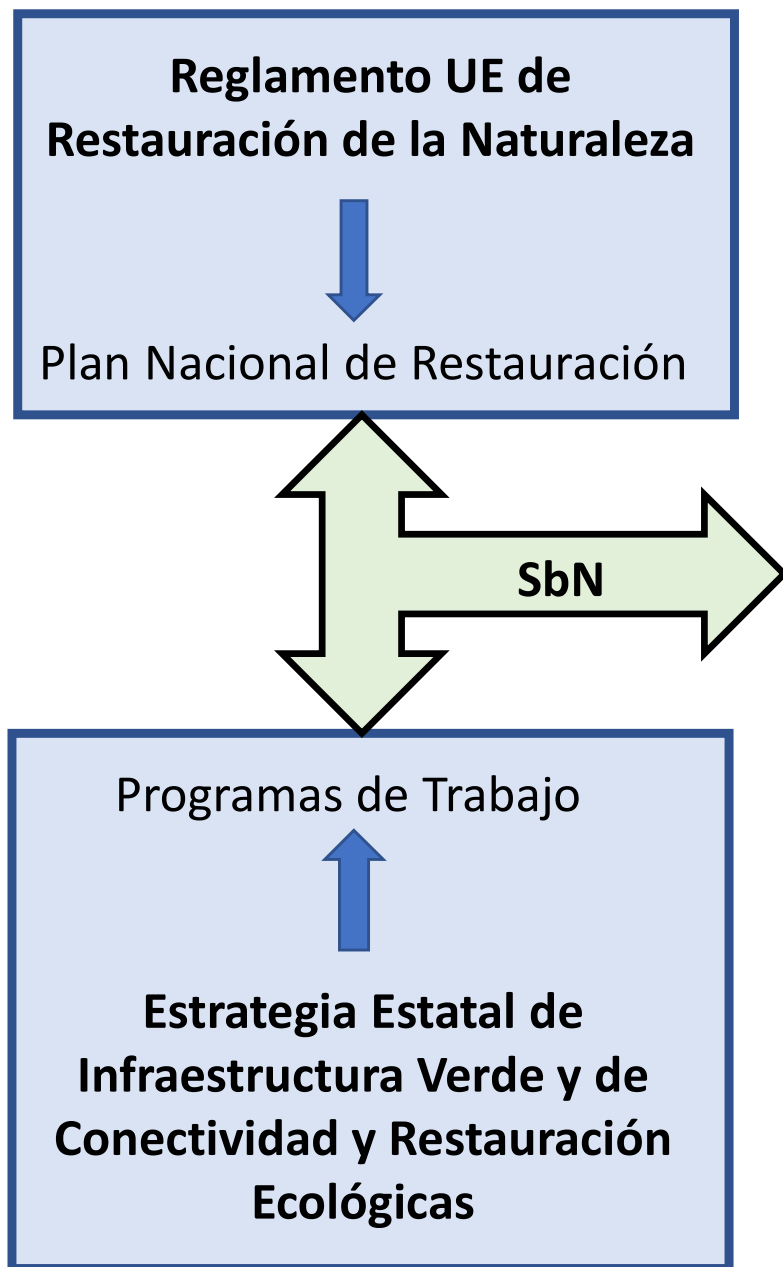 Reglamento UE de
Restauración de la Naturaleza
Plan Nacional de Restauración
SbN
Programas de Trabajo
Estrategia Estatal de
Infraestructura Verde y de
Conectividad y Restauración
Ecológicas